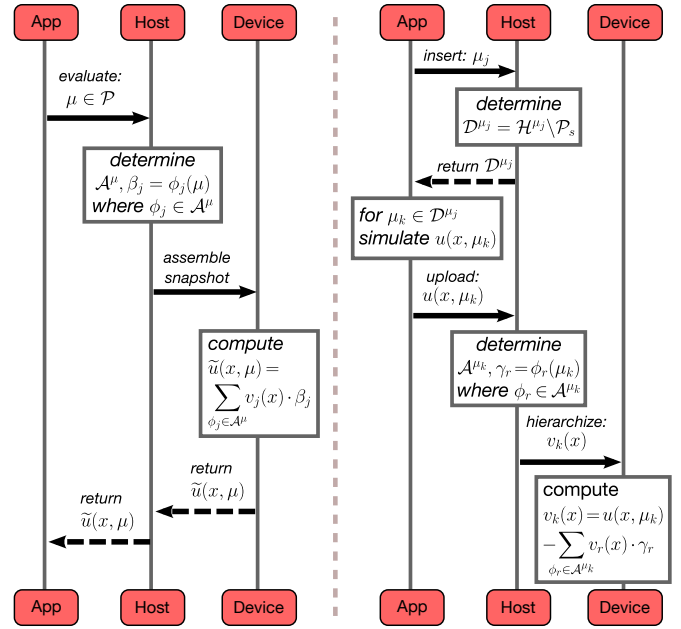 App Host Device
evaluate:
μ ∈ 𝒫
determine
𝒜^μ, β_j = φ_j(μ)
where φ_j ∈ 𝒜^μ
assemble
snapshot
compute
ũ(x, μ) =
∑ v_j(x) · β_j
φ_j∈𝒜^μ
return
ũ(x, μ)
return
ũ(x, μ)
App Host Device
App Host Device
insert: μ_j
determine
𝒟^{μ_j} = ℋ^{μ_j}\𝒫_s
return 𝒟^{μ_j}
for μ_k ∈ 𝒟^{μ_j}
simulate u(x, μ_k)
upload:
u(x, μ_k)
determine
𝒜^{μ_k}, γ_r = φ_r(μ_k)
where φ_r ∈ 𝒜^{μ_k}
hierarchize:
v_k(x)
compute
v_k(x) = u(x, μ_k)
−∑ v_r(x) · γ_r
φ_r∈𝒜^{μ_k}
App Host Device